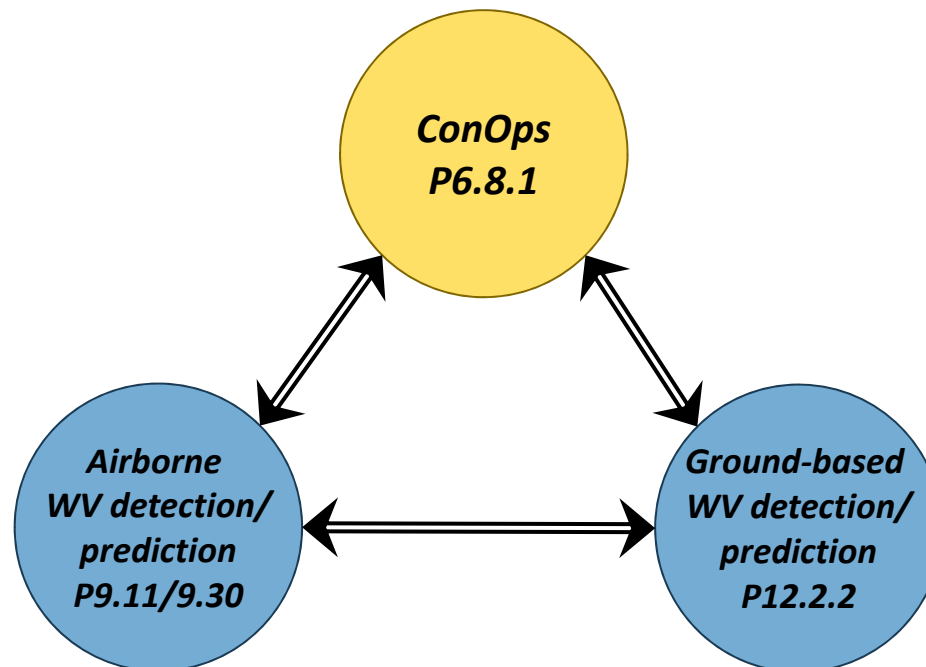 ConOps
P6.8.1
Airborne
WV detection/
prediction
P9.11/9.30
Ground-based
WV detection/
prediction
P12.2.2